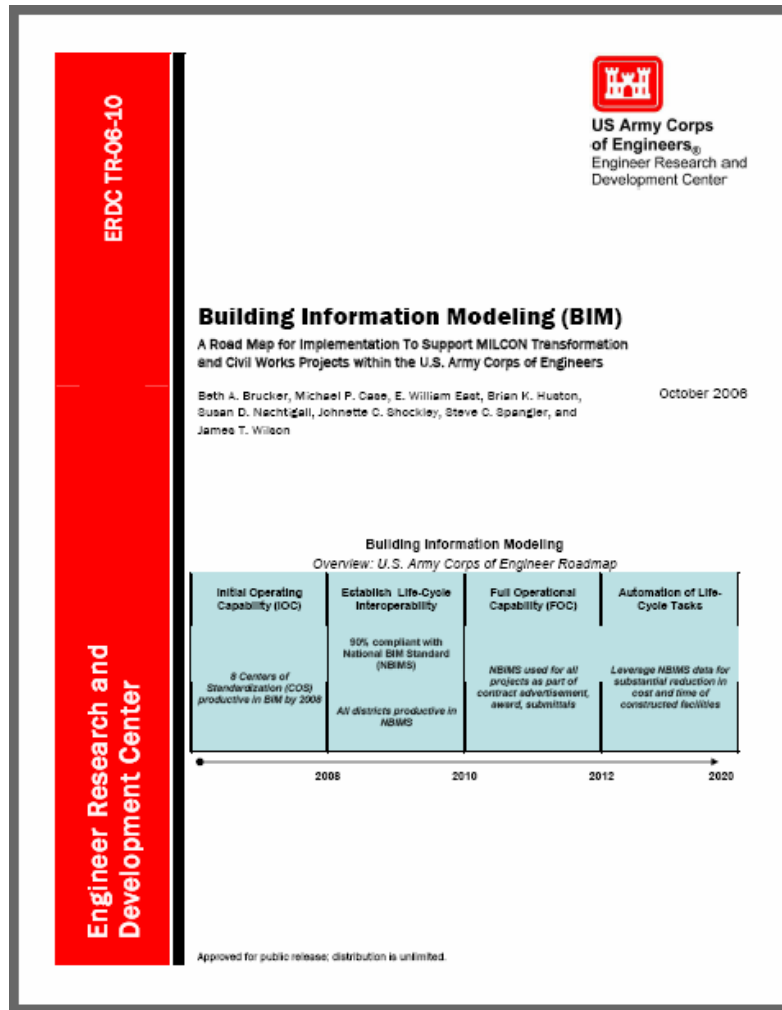 ERDC TR-06-10
US Army Corps
of Engineers®
Engineer Research and
Development Center
Building Information Modeling (BIM)
A Road Map for Implementation To Support MILCON Transformation
and Civil Works Projects within the U.S. Army Corps of Engineers
Beth A. Brucker, Michael P. Case, E. William East, Brian K. Huston,
Susan D. Nachtigall, Johnette C. Shockley, Steve C. Spangler, and
James T. Wilson
October 2006
Building Information Modeling
Overview: U.S. Army Corps of Engineer Roadmap
Initial Operating
Capability (IOC)
8 Centers of
Standardization (COS)
productive in BIM by 2008
Establish Life-Cycle
Interoperability
90% compliant with
National BIM Standard
(NBIMS)
All districts productive in
NBIMS
Full Operational
Capability (FOC)
NBIMS used for all
projects as part of
contract advertisement,
award, submittals
Automation of Life-
Cycle Tasks
Leverage NBIMS data for
substantial reduction in
cost and time of
constructed facilities
2008
2010
2012
2020
Engineer Research and
Development Center
Approved for public release; distribution is unlimited.